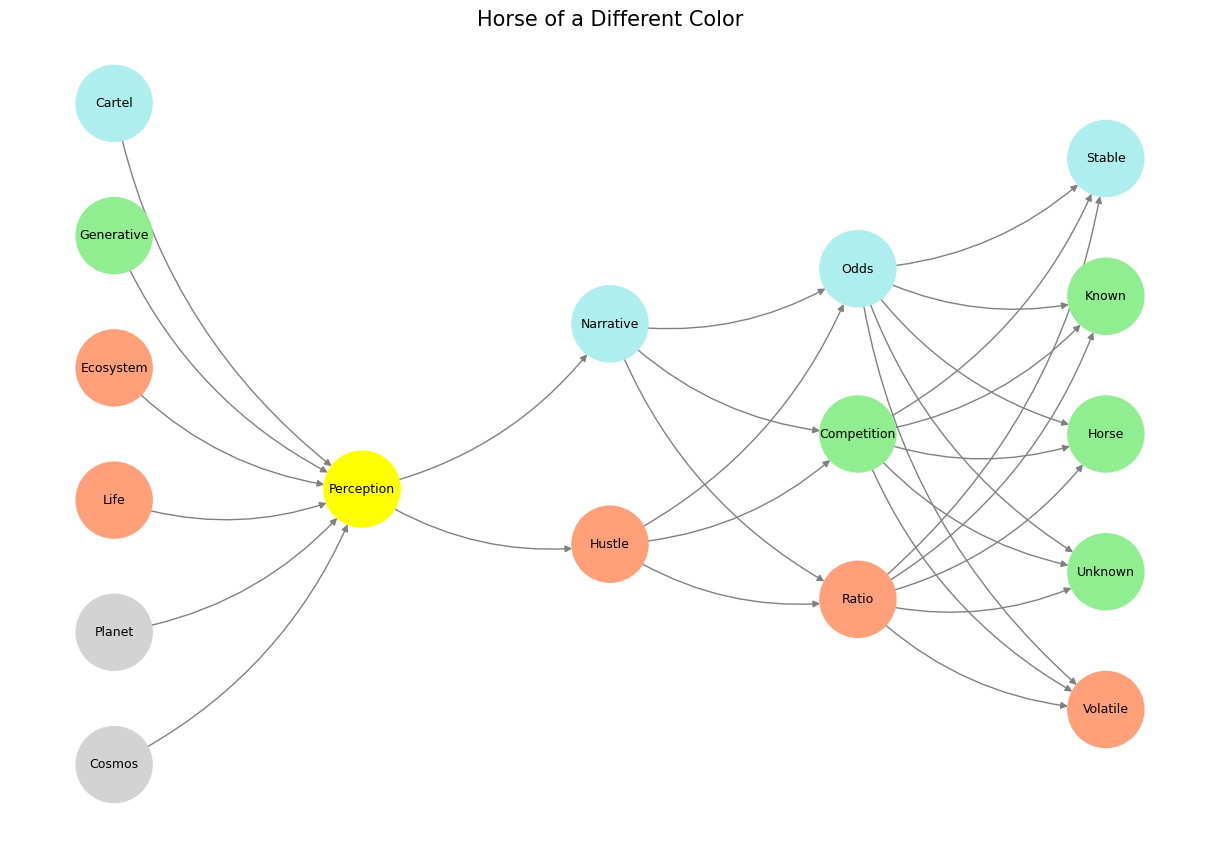 Horse of a Different Color
Cartel
Generative
Ecosystem
Life
Planet
Cosmos
Perception
Narrative
Hustle
Odds
Competition
Ratio
Stable
Known
Horse
Unknown
Volatile